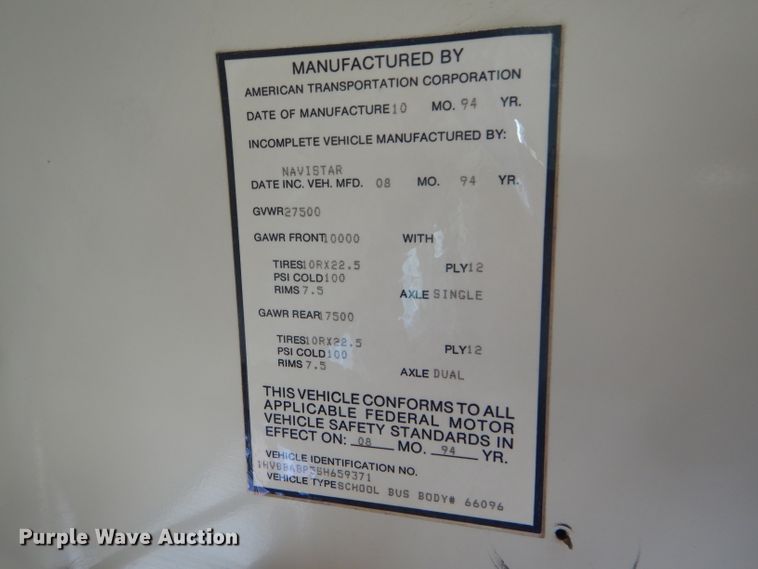 MANUFACTURED BY
AMERICAN TRANSPORTATION CORPORATION
DATE OF MANUFACTURE 10 MO. 94 YR.
INCOMPLETE VEHICLE MANUFACTURED BY:
NAVISTAR
DATE INC. VEH. MFD. 08 MO. 94 YR.
GVWR 27500
GAWR FRONT 10000 WITH
TIRES 10RX22.5 PLY 12
PSI COLD 100
RIMS 7.5 AXLE SINGLE
GAWR REAR 17500
TIRES 10RX22.5 PLY 12
PSI COLD 100
RIMS 7.5 AXLE DUAL
THIS VEHICLE CONFORMS TO ALL
APPLICABLE FEDERAL MOTOR
VEHICLE SAFETY STANDARDS IN
EFFECT ON: 08 MO. 94 YR.
VEHICLE IDENTIFICATION NO.
VEHICLE TYPE SCHOOL BUS BODY# 66096
Purple Wave Auction